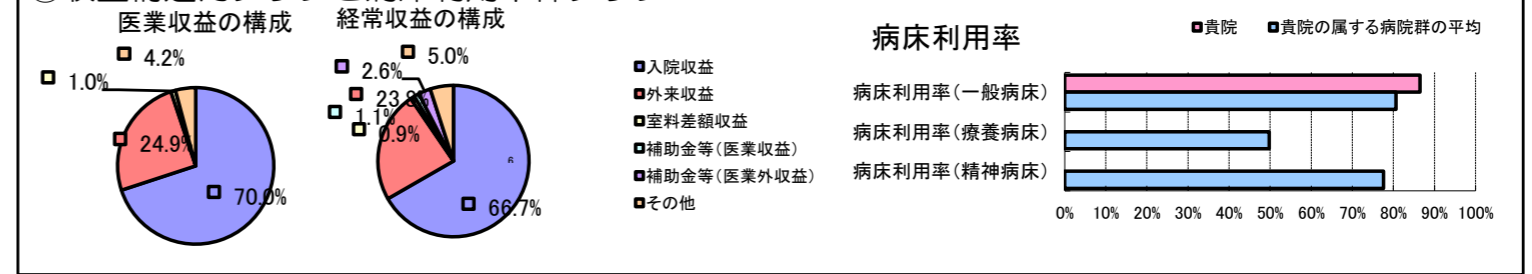 医業収益の構成
4.2%
1.0%
24.9%
70.0%
経常収益の構成
5.0%
2.6%
23.8%
1.1%
0.9%
66.7%
入院収益
外来収益
室料差額収益
補助金等(医業収益)
補助金等(医業外収益)
その他
病床利用率
貴院 貴院の属する病院群の平均
病床利用率(一般病床)
病床利用率(療養病床)
病床利用率(精神病床)
0% 10% 20% 30% 40% 50% 60% 70% 80% 90% 100%